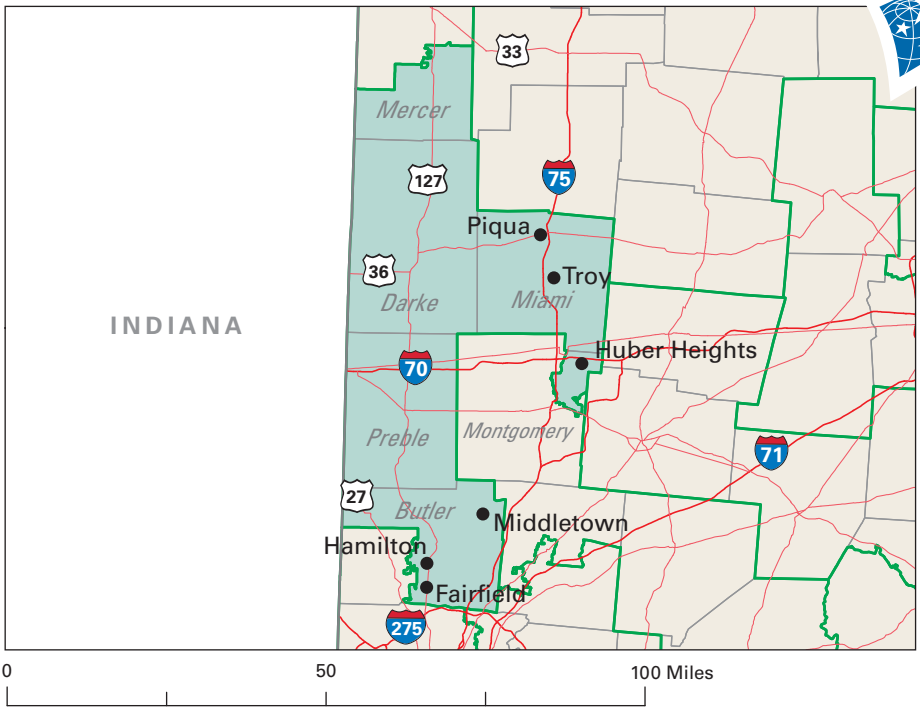 33
Mercer
127
75
Piqua
36
Troy
Darke
Miami
INDIANA
Huber Heights
70
Preble
Montgomery
71
27
Butler
Middletown
Hamilton
Fairfield
275
0 50 100 Miles